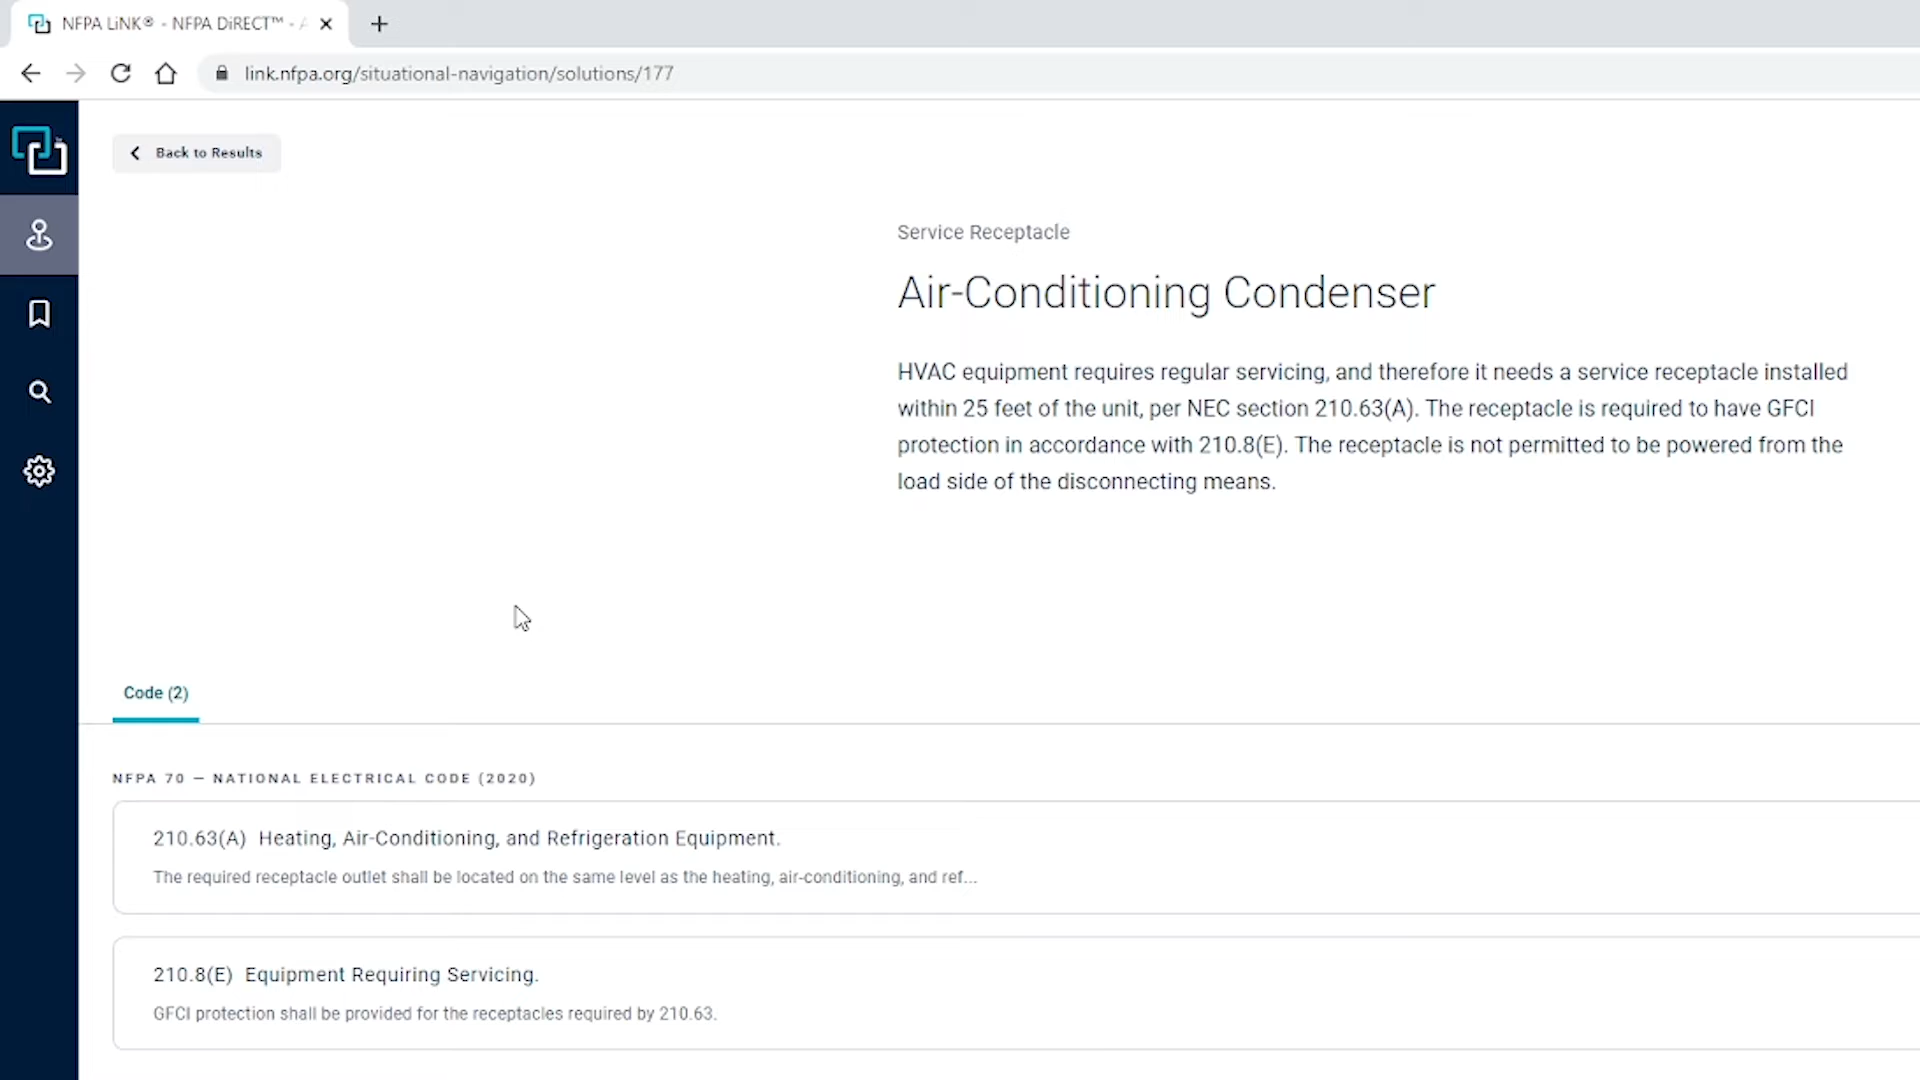 NFPA LiNK® - NFPA DiRECT™ - A
link.nfpa.org/situational-navigation/solutions/177
Back to Results
Service Receptacle
Air-Conditioning Condenser
HVAC equipment requires regular servicing, and therefore it needs a service receptacle installed
within 25 feet of the unit, per NEC section 210.63(A). The receptacle is required to have GFCI
protection in accordance with 210.8(E). The receptacle is not permitted to be powered from the
load side of the disconnecting means.
Code (2)
NFPA 70 — NATIONAL ELECTRICAL CODE (2020)
210.63(A) Heating, Air-Conditioning, and Refrigeration Equipment.
The required receptacle outlet shall be located on the same level as the heating, air-conditioning, and ref...
210.8(E) Equipment Requiring Servicing.
GFCI protection shall be provided for the receptacles required by 210.63.